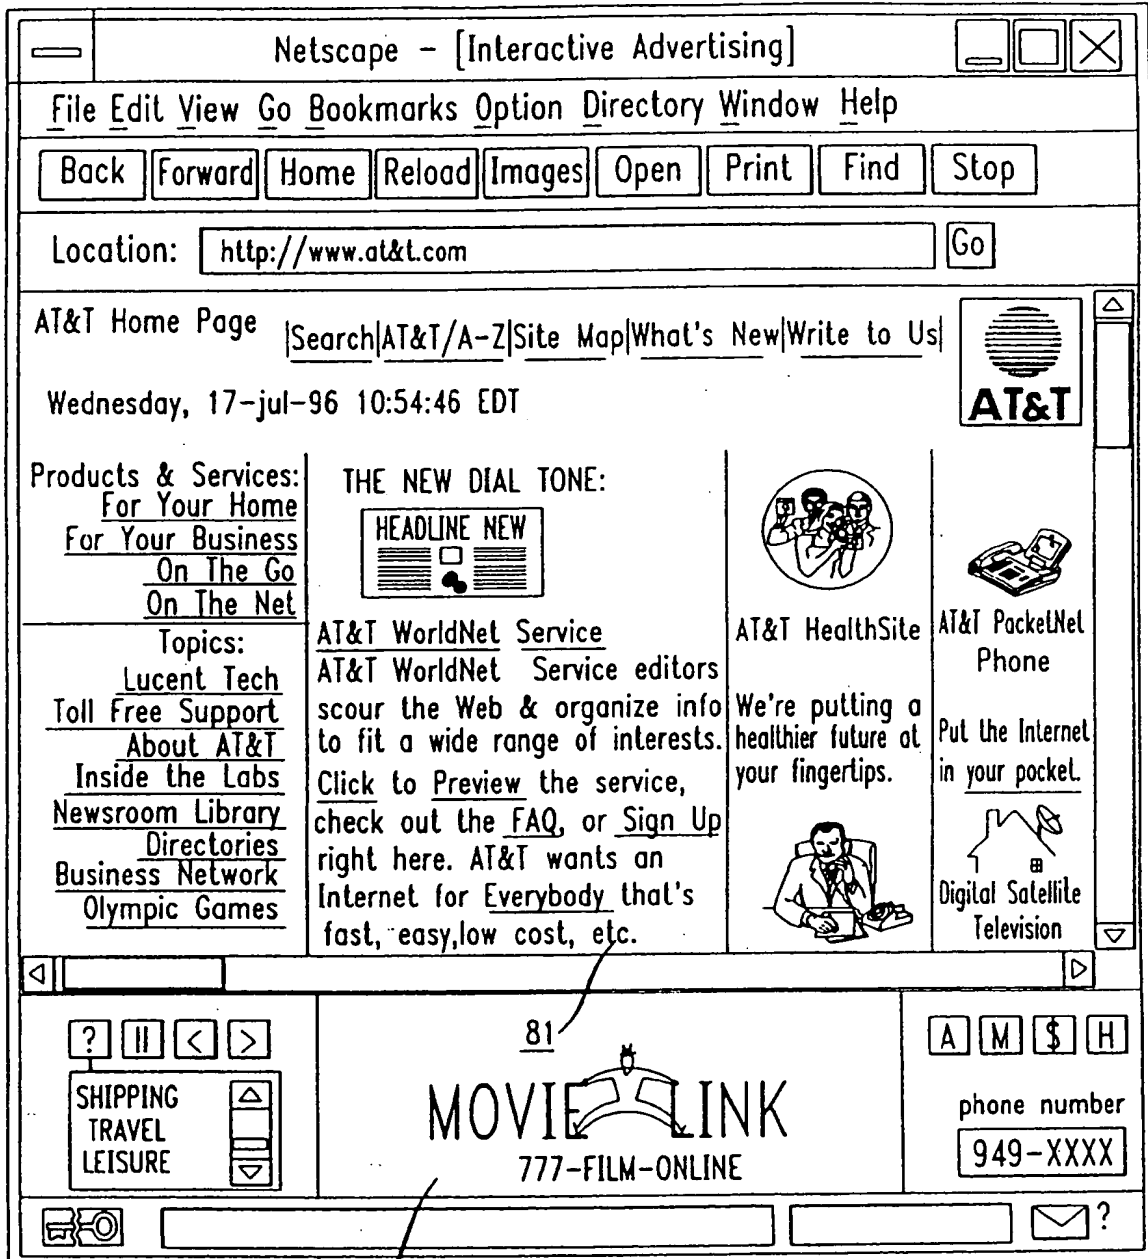 Netscape - [Interactive Advertising]
File Edit View Go Bookmarks Option Directory Window Help
Back Forward Home Reload Images Open Print Find Stop
Location: http://www.at&t.com Go
AT&T Home Page |Search|AT&T/A-Z|Site Map|What's New|Write to Us|
AT&T
Wednesday, 17-jul-96 10:54:46 EDT
Products & Services:
For Your Home
For Your Business
On The Go
On The Net
Topics:
Lucent Tech
Toll Free Support
About AT&T
Inside the Labs
Newsroom Library
Directories
Business Network
Olympic Games
THE NEW DIAL TONE:
HEADLINE NEW
AT&T WorldNet Service
AT&T WorldNet Service editors
scour the Web & organize info
to fit a wide range of interests.
Click to Preview the service,
check out the FAQ, or Sign Up
right here. AT&T wants an
Internet for Everybody that's
fast, easy,low cost, etc.
AT&T HealthSite
We're putting a
healthier future at
your fingertips.
AT&T PocketNet
Phone
Put the Internet
in your pocket.
Digital Satellite
Television
? || < >
SHIPPING
TRAVEL
LEISURE
81
MOVIE LINK
777-FILM-ONLINE
A M $ H
phone number
949-XXXX
?